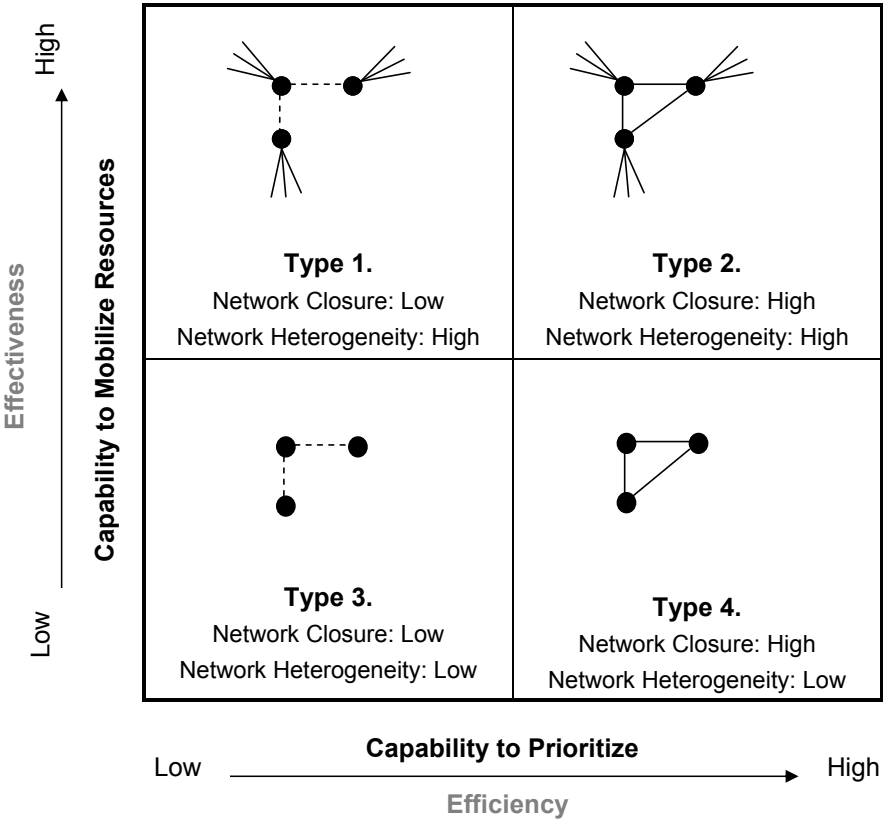 High
Effectiveness
Capability to Mobilize Resources
Low
Type 1.
Network Closure: Low
Network Heterogeneity: High
Type 2.
Network Closure: High
Network Heterogeneity: High
Type 3.
Network Closure: Low
Network Heterogeneity: Low
Type 4.
Network Closure: High
Network Heterogeneity: Low
Low
Capability to Prioritize
High
Efficiency